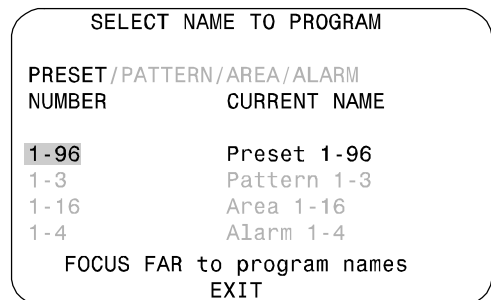 SELECT NAME TO PROGRAM
PRESET/PATTERN/AREA/ALARM
NUMBER CURRENT NAME
1-96 Preset 1-96
1-3 Pattern 1-3
1-16 Area 1-16
1-4 Alarm 1-4
FOCUS FAR to program names
EXIT